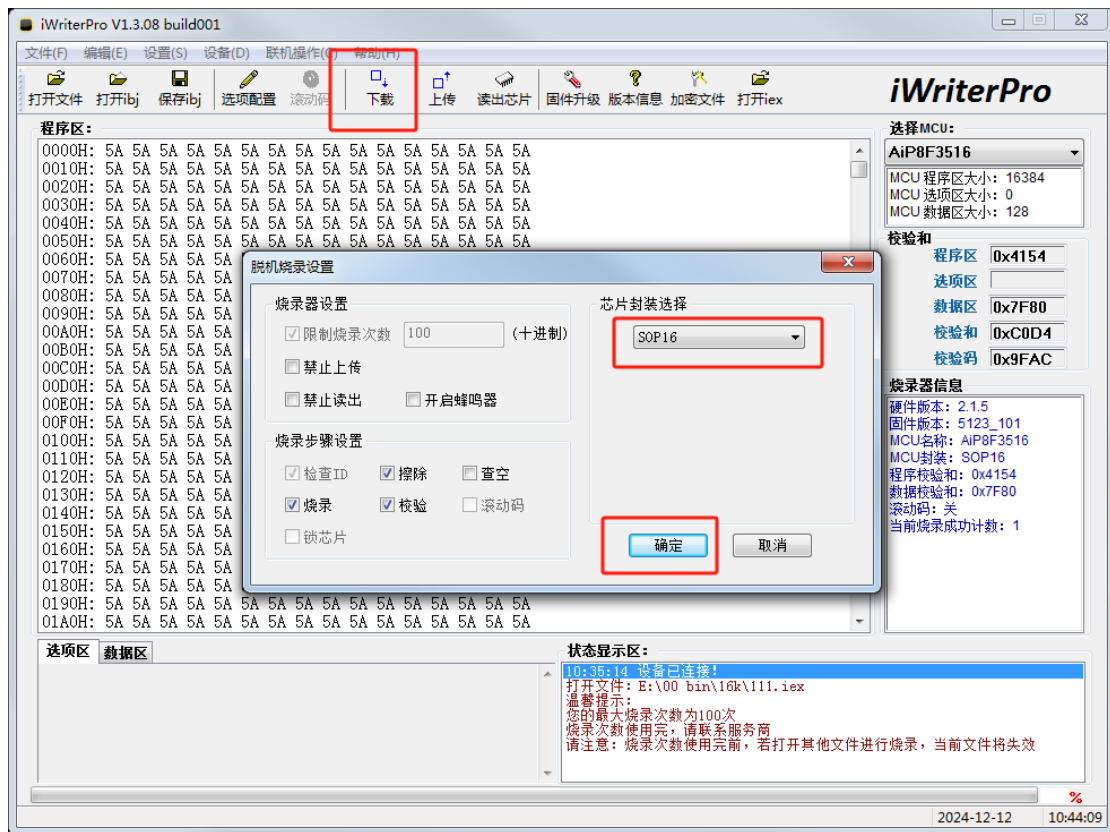 iWriterPro V1.3.08 build001
文件(F) 编辑(E) 设置(S) 设备(D) 联机操作(O) 帮助(H)
打开文件 打开ibj 保存ibj 选项配置 滚动码 下载 上传 读出芯片 固件升级 版本信息 加密文件 打开iex
iWriterPro
程序区:
0000H: 5A 5A 5A 5A 5A 5A 5A 5A 5A 5A 5A 5A 5A 5A 5A 5A
0010H: 5A 5A 5A 5A 5A 5A 5A 5A 5A 5A 5A 5A 5A 5A 5A 5A
0020H: 5A 5A 5A 5A 5A 5A 5A 5A 5A 5A 5A 5A 5A 5A 5A 5A
0030H: 5A 5A 5A 5A 5A 5A 5A 5A 5A 5A 5A 5A 5A 5A 5A 5A
0040H: 5A 5A 5A 5A 5A 5A 5A 5A 5A 5A 5A 5A 5A 5A 5A 5A
0050H: 5A 5A 5A 5A 5A 5A 5A 5A 5A 5A 5A 5A 5A 5A 5A 5A
0060H: 5A 5A 5A 5A 5A
0070H: 5A 5A 5A 5A 5A
0080H: 5A 5A 5A 5A 5A
0090H: 5A 5A 5A 5A 5A
00A0H: 5A 5A 5A 5A 5A
00B0H: 5A 5A 5A 5A 5A
00C0H: 5A 5A 5A 5A 5A
00D0H: 5A 5A 5A 5A 5A
00E0H: 5A 5A 5A 5A 5A
00F0H: 5A 5A 5A 5A 5A
0100H: 5A 5A 5A 5A 5A
0110H: 5A 5A 5A 5A 5A
0120H: 5A 5A 5A 5A 5A
0130H: 5A 5A 5A 5A 5A
0140H: 5A 5A 5A 5A 5A
0150H: 5A 5A 5A 5A 5A
0160H: 5A 5A 5A 5A 5A
0170H: 5A 5A 5A 5A 5A
0180H: 5A 5A 5A 5A 5A
0190H: 5A 5A 5A 5A 5A 5A 5A 5A 5A 5A 5A 5A 5A 5A 5A 5A
01A0H: 5A 5A 5A 5A 5A 5A 5A 5A 5A 5A 5A 5A 5A 5A 5A 5A
脱机烧录设置
烧录器设置
限制烧录次数 100 (十进制)
禁止上传
禁止读出 开启蜂鸣器
烧录步骤设置
检查ID 擦除 查空
烧录 校验 滚动码
锁芯片
芯片封装选择
SOP16
确定 取消
选择MCU:
AiP8F3516
MCU 程序区大小: 16384
MCU 选项区大小: 0
MCU 数据区大小: 128
校验和
程序区 0x4154
选项区
数据区 0x7F80
校验和 0xC0D4
校验码 0x9FAC
烧录器信息
硬件版本: 2.1.5
固件版本: 5123_101
MCU名称: AiP8F3516
MCU封装: SOP16
程序校验和: 0x4154
数据校验和: 0x7F80
滚动码: 关
当前烧录成功计数: 1
选项区 数据区
状态显示区:
10:35:14 设备已连接!
打开文件: E:\00 bin\16k\111.iex
温馨提示:
您的最大烧录次数为100次
烧录次数使用完, 请联系服务商
请注意: 烧录次数使用完前, 若打开其他文件进行烧录, 当前文件将失效
%
2024-12-12 10:44:09